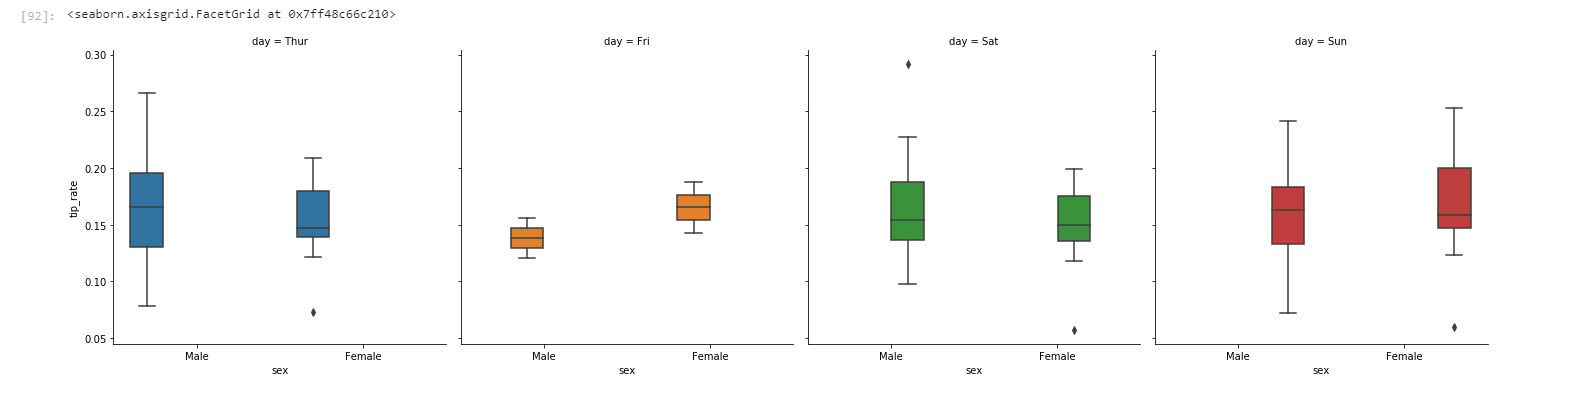 [92]: <seaborn.axisgrid.FacetGrid at 0x7ff48c66c210>
day = Thur day = Fri day = Sat day = Sun
0.30
0.25
0.20
0.15
0.10
0.05
tip_rate
Male Female Male Female Male Female Male Female
sex sex sex sex